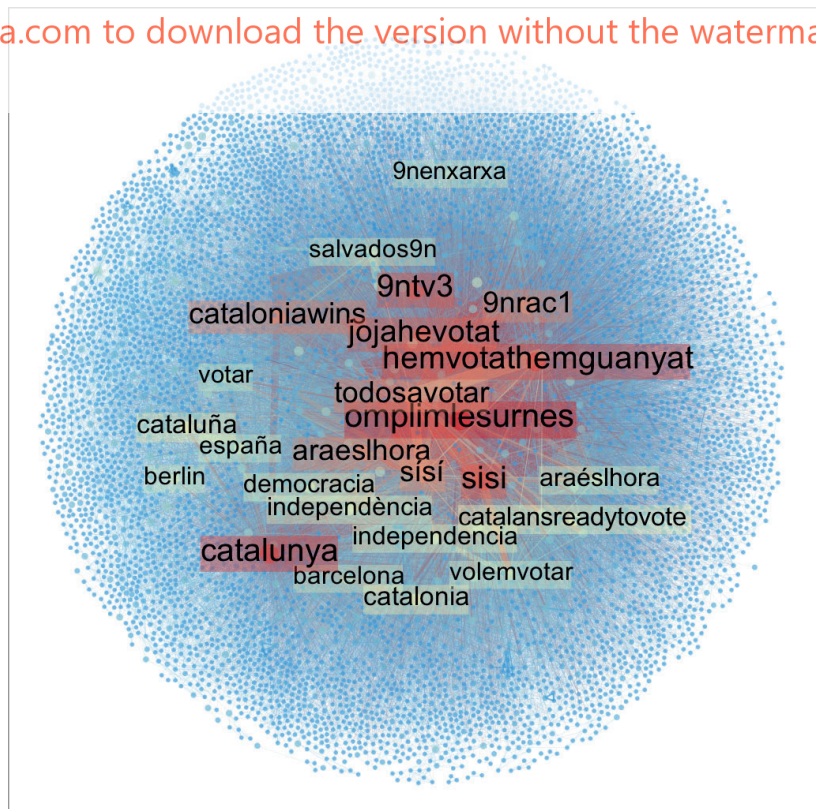 a.com to download the version without the waterma
9nenxarxa
salvados9n
9ntv3
9nrac1
cataloniawins
jojahevotat
hemvotathemguanyat
votar
todosavotar
omplimlesurnes
cataluña
españa
araeslhora
sísí
sisi
araéslhora
berlin
democracia
independència
catalansreadytovote
independencia
catalunya
barcelona
volemvotar
catalonia